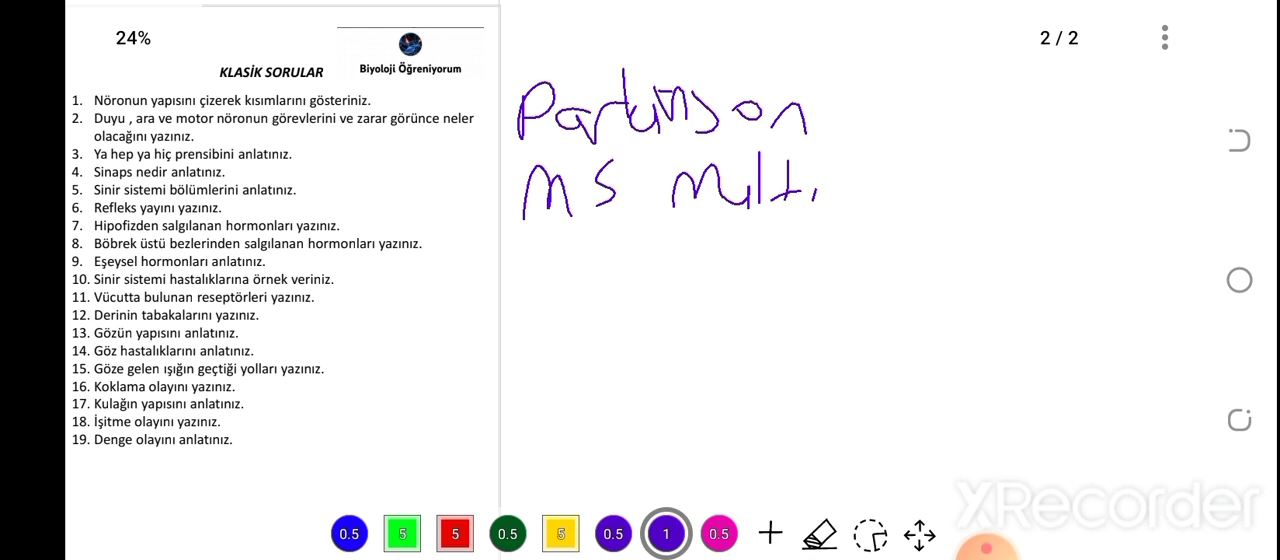 24%
2 / 2
Biyoloji Öğreniyorum
KLASİK SORULAR
1. Nöronun yapısını çizerek kısımlarını gösteriniz.
2. Duyu , ara ve motor nöronun görevlerini ve zarar görünce neler
olacağını yazınız.
3. Ya hep ya hiç prensibini anlatınız.
4. Sinaps nedir anlatınız.
5. Sinir sistemi bölümlerini anlatınız.
6. Refleks yayını yazınız.
7. Hipofizden salgılanan hormonları yazınız.
8. Böbrek üstü bezlerinden salgılanan hormonları yazınız.
9. Eşeysel hormonları anlatınız.
10. Sinir sistemi hastalıklarına örnek veriniz.
11. Vücutta bulunan reseptörleri yazınız.
12. Derinin tabakalarını yazınız.
13. Gözün yapısını anlatınız.
14. Göz hastalıklarını anlatınız.
15. Göze gelen ışığın geçtiği yolları yazınız.
16. Koklama olayını yazınız.
17. Kulağın yapısını anlatınız.
18. İşitme olayını yazınız.
19. Denge olayını anlatınız.
Parkinson
MS Mult,
0.5 5 5 0.5 5 0.5 1 0.5
XRecorder